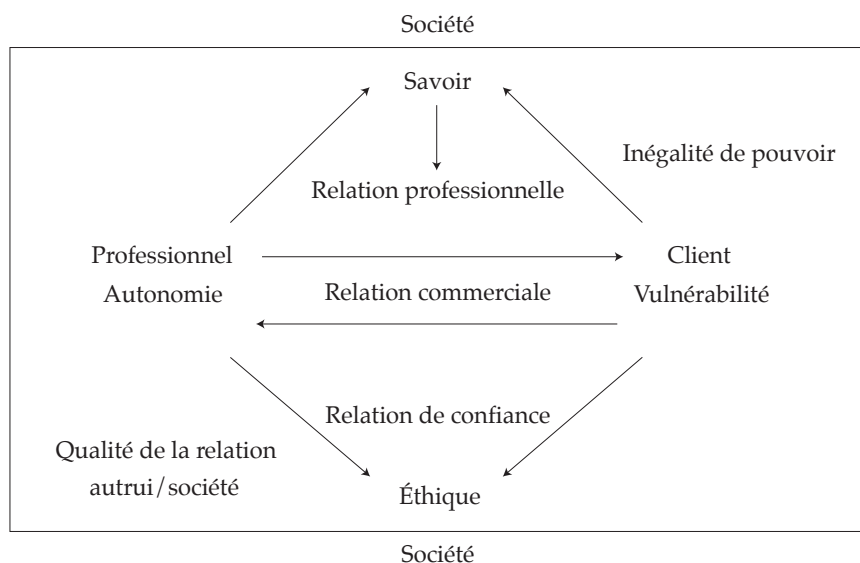 Société
Savoir
Inégalité de pouvoir
Relation professionnelle
Professionnel
Autonomie
Client
Vulnérabilité
Relation commerciale
Relation de confiance
Qualité de la relation
autrui/société
Éthique
Société